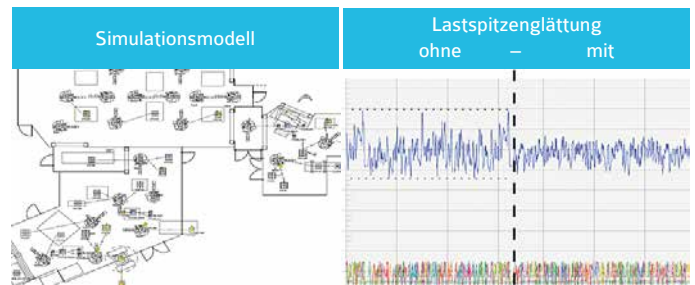 Simulationsmodell
Lastspitzenglättung
ohne – mit